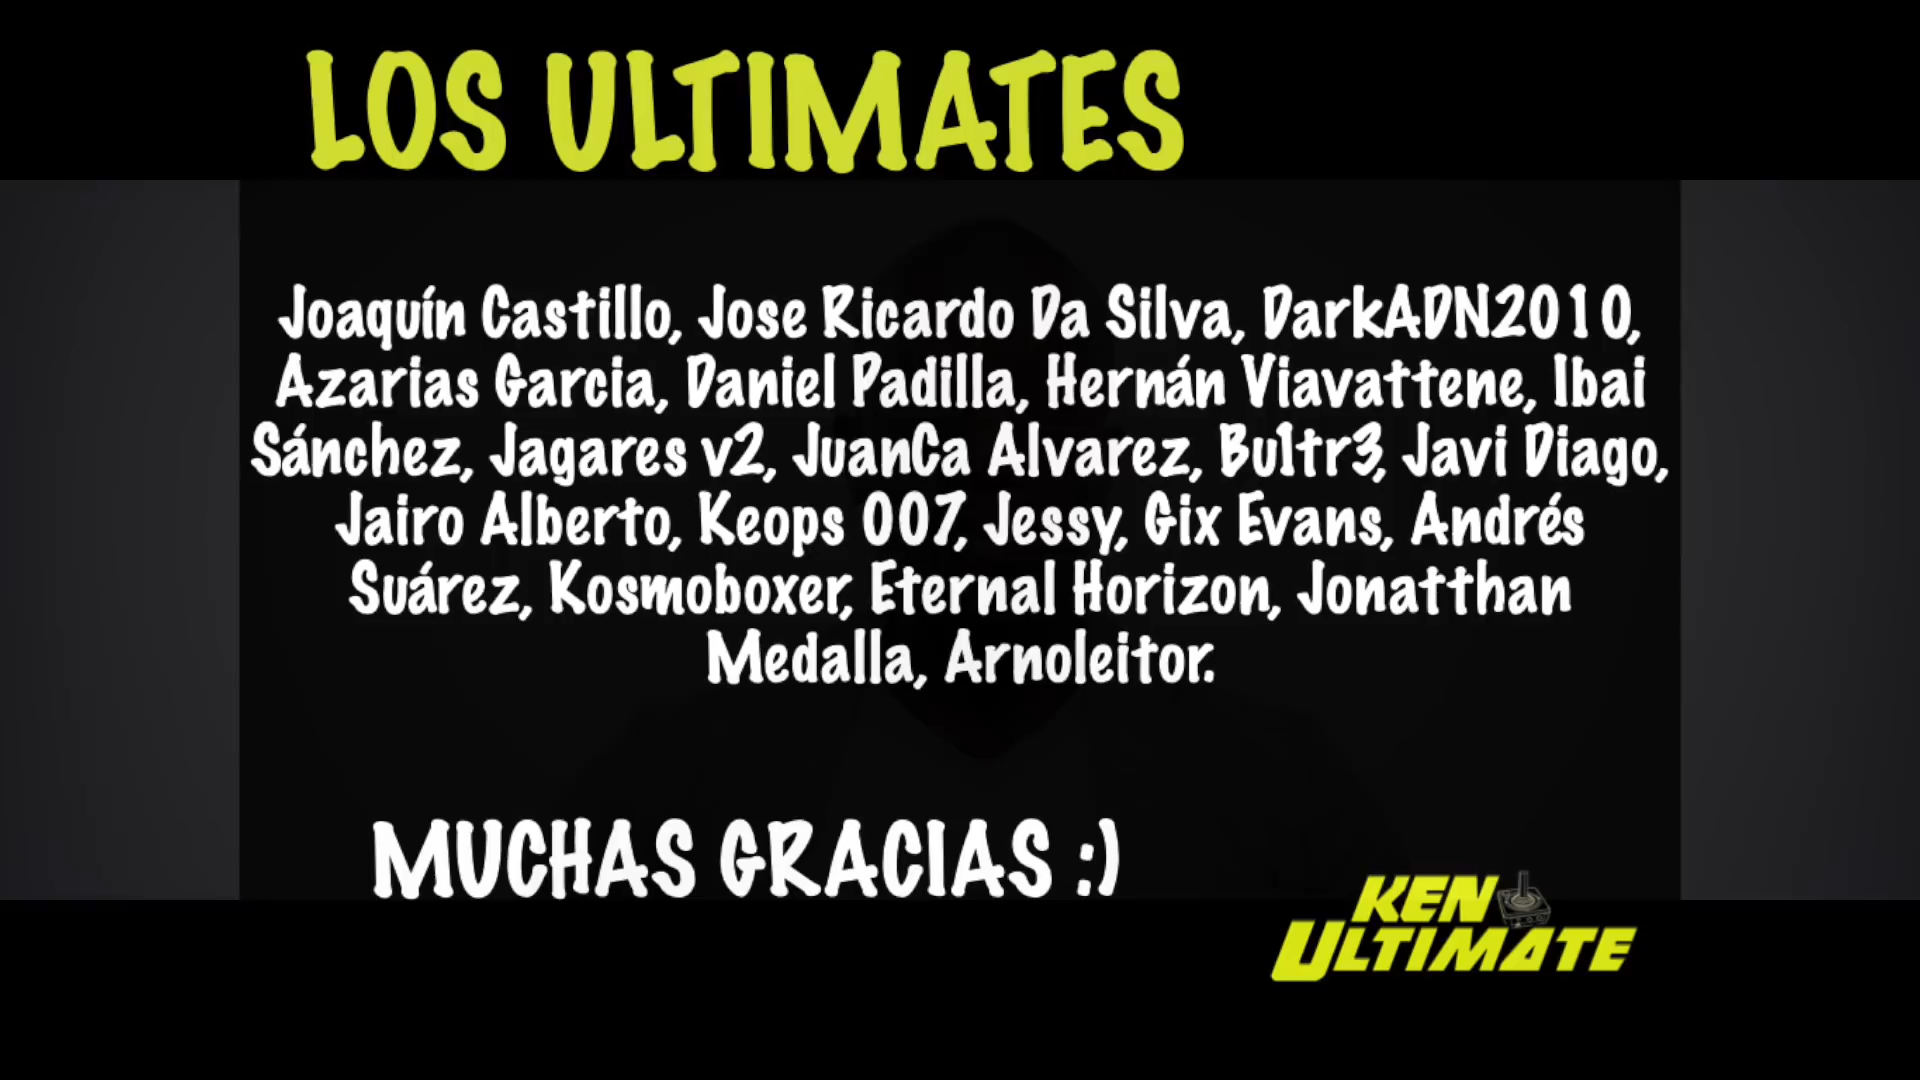 LOS ULTIMATES
Joaquín Castillo, Jose Ricardo Da Silva, DarkADN2010,
Azarias Garcia, Daniel Padilla, Hernán Viavattene, Ibai
Sánchez, Jagares v2, JuanCa Alvarez, Bu1tr3, Javi Diago,
Jairo Alberto, Keops 007, Jessy, Gix Evans, Andrés
Suárez, Kosmoboxer, Eternal Horizon, Jonatthan
Medalla, Arnoleitor.
MUCHAS GRACIAS :)
KEN
ULTIMATE